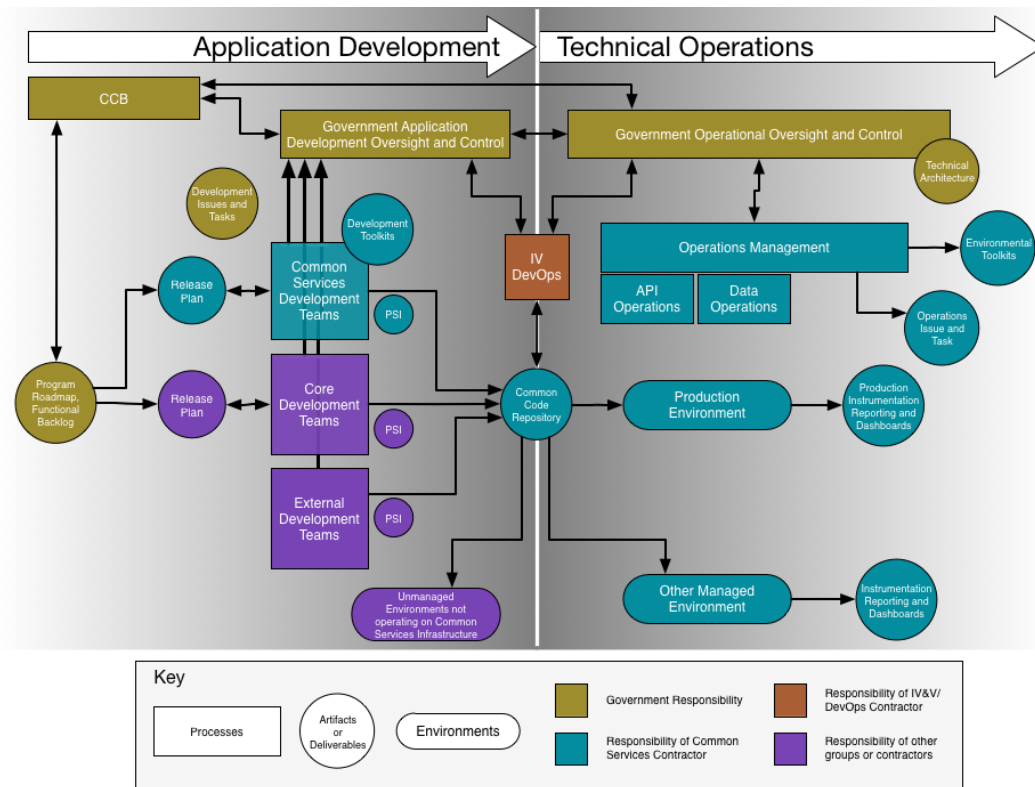 Application Development
Technical Operations
CCB
Government Application
Development Oversight and Control
Government Operational Oversight and Control
Technical
Architecture
Development
Issues and
Tasks
Development
Toolkits
Common
Services
Development
Teams
IV
DevOps
Operations Management
Environmental
Toolkits
API
Operations
Data
Operations
Release
Plan
PSI
Operations
Issue and
Task
Program
Roadmap,
Functional
Backlog
Release
Plan
Core
Development
Teams
PSI
Common
Code
Repository
Production
Environment
Production
Instrumentation
Reporting and
Dashboards
External
Development
Teams
PSI
Unmanaged
Environments not
operating on Common
Services Infrastructure
Other Managed
Environment
Instrumentation
Reporting and
Dashboards
Key
Processes
Artifacts
or
Deliverables
Environments
Government Responsibility
Responsibility of Common
Services Contractor
Responsibility of IV&V/
DevOps Contractor
Responsibility of other
groups or contractors